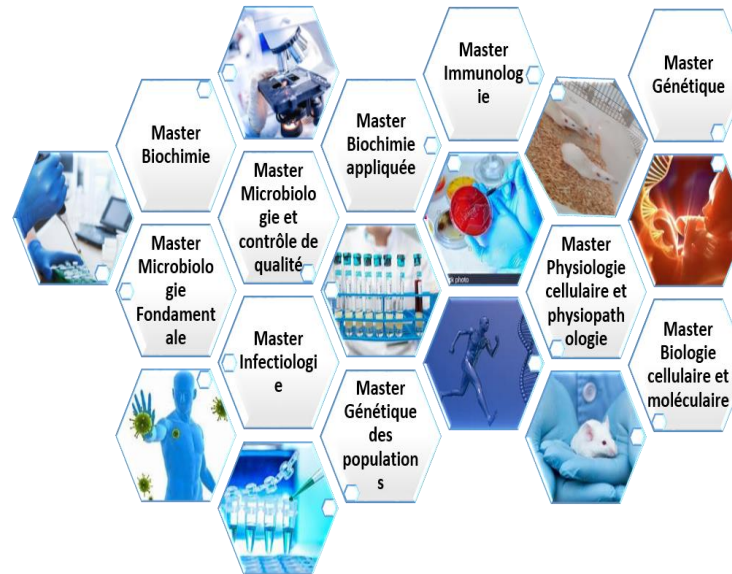 Master
Biochimie
Master
Microbiolo
gie
Fondament
ale
Master
Microbiolo
gie et
contrôle de
qualité
Master
Infectiologi
e
Master
Biochimie
appliquée
Master
Génétique
des
population
s
Master
Immunolog
ie
k photo
Master
Physiologie
cellulaire et
physiopath
ologie
Master
Génétique
Master
Biologie
cellulaire et
moléculaire